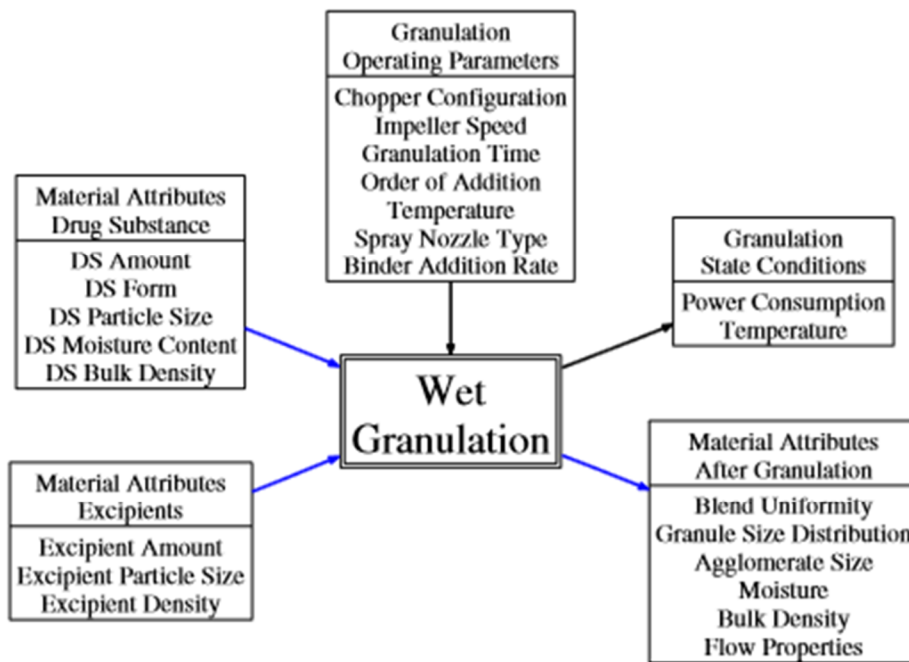 Granulation
Operating Parameters
Chopper Configuration
Impeller Speed
Granulation Time
Order of Addition
Temperature
Spray Nozzle Type
Binder Addition Rate
Material Attributes
Drug Substance
DS Amount
DS Form
DS Particle Size
DS Moisture Content
DS Bulk Density
Granulation
State Conditions
Power Consumption
Temperature
Wet
Granulation
Material Attributes
Excipients
Excipient Amount
Excipient Particle Size
Excipient Density
Material Attributes
After Granulation
Blend Uniformity
Granule Size Distribution
Agglomerate Size
Moisture
Bulk Density
Flow Properties